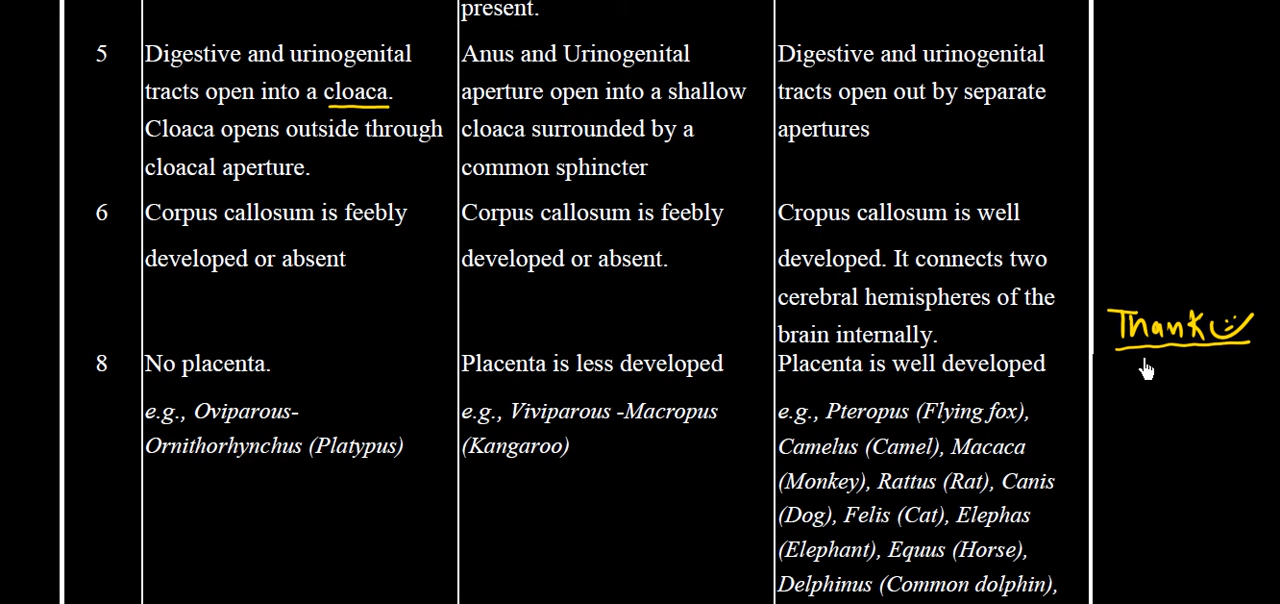 present.
5
Digestive and urinogenital
tracts open into a cloaca.
Cloaca opens outside through
cloacal aperture.
Anus and Urinogenital
aperture open into a shallow
cloaca surrounded by a
common sphincter
Digestive and urinogenital
tracts open out by separate
apertures
6
Corpus callosum is feebly
developed or absent
Corpus callosum is feebly
developed or absent.
Cropus callosum is well
developed. It connects two
cerebral hemispheres of the
brain internally.
8
No placenta.
e.g., Oviparous-
Ornithorhynchus (Platypus)
Placenta is less developed
e.g., Viviparous -Macropus
(Kangaroo)
Placenta is well developed
e.g., Pteropus (Flying fox),
Camelus (Camel), Macaca
(Monkey), Rattus (Rat), Canis
(Dog), Felis (Cat), Elephas
(Elephant), Equus (Horse),
Delphinus (Common dolphin),
Thank